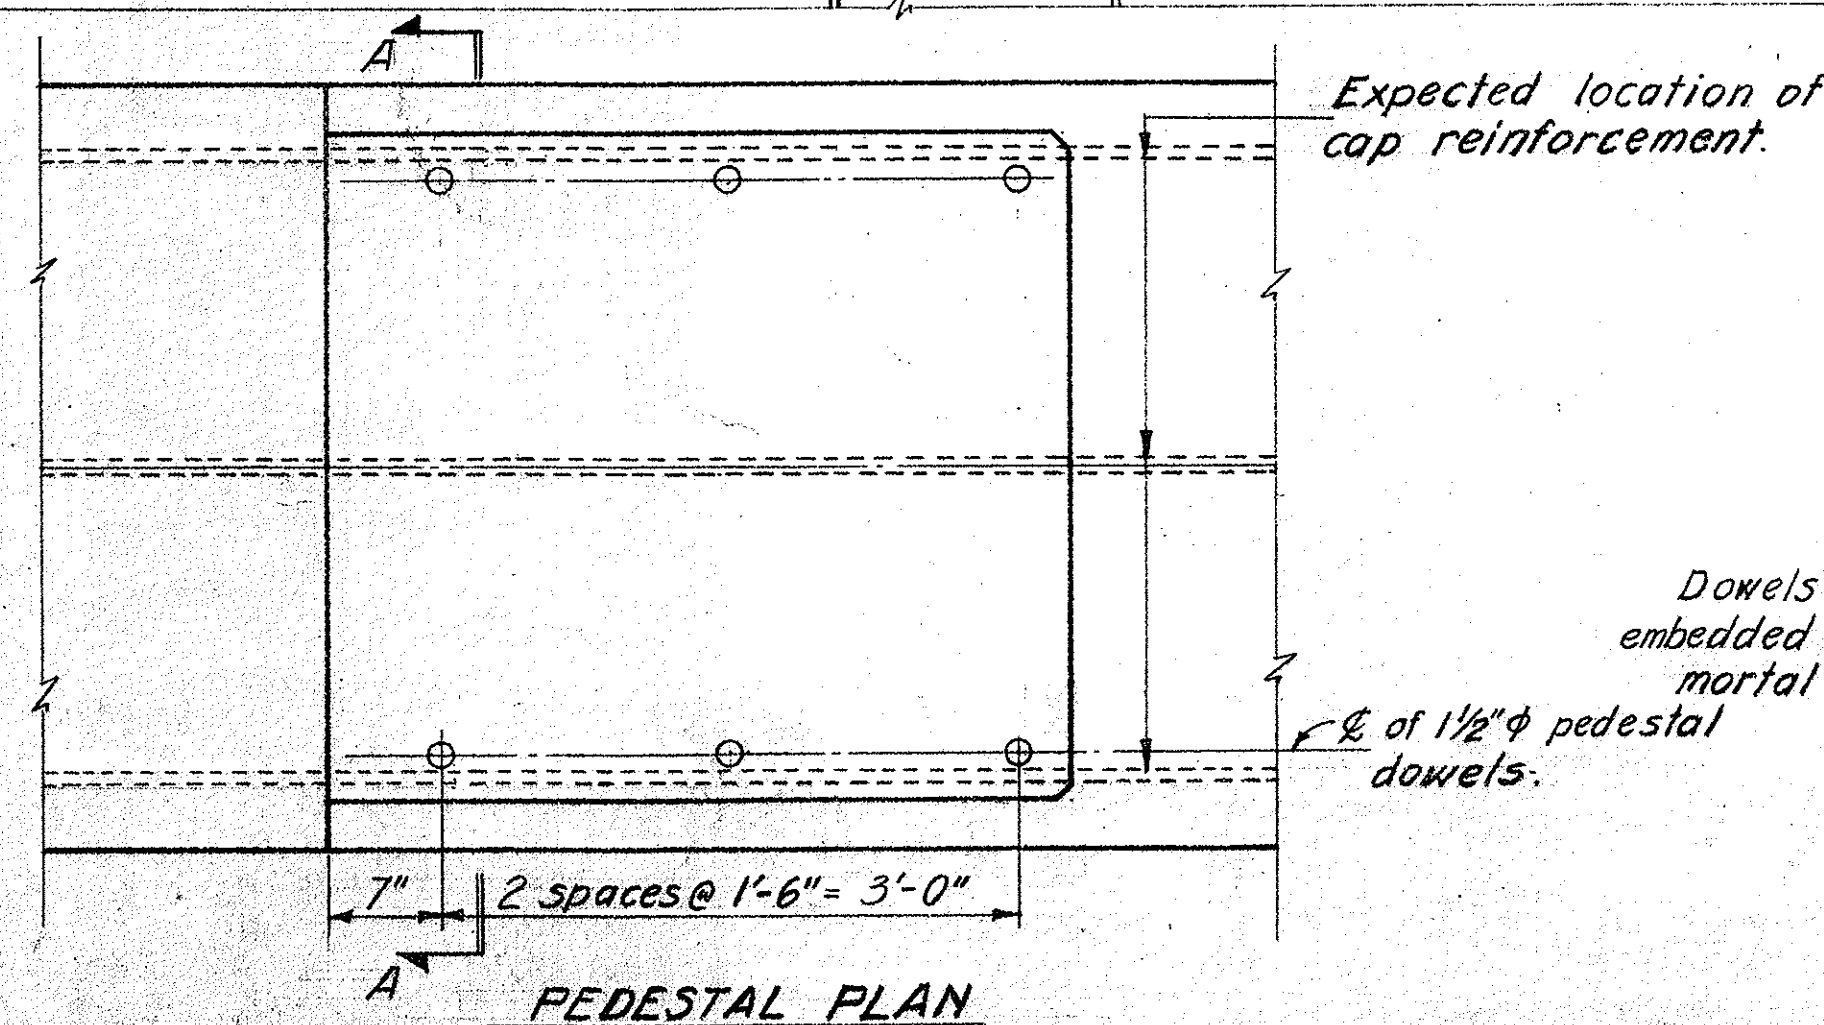 A
Expected location of
cap reinforcement.
Dowels
embedded
mortal
℄ of 1½"ϕ pedestal
dowels.
7"
2 spaces @ 1'-6" = 3'-0"
A
PEDESTAL PLAN